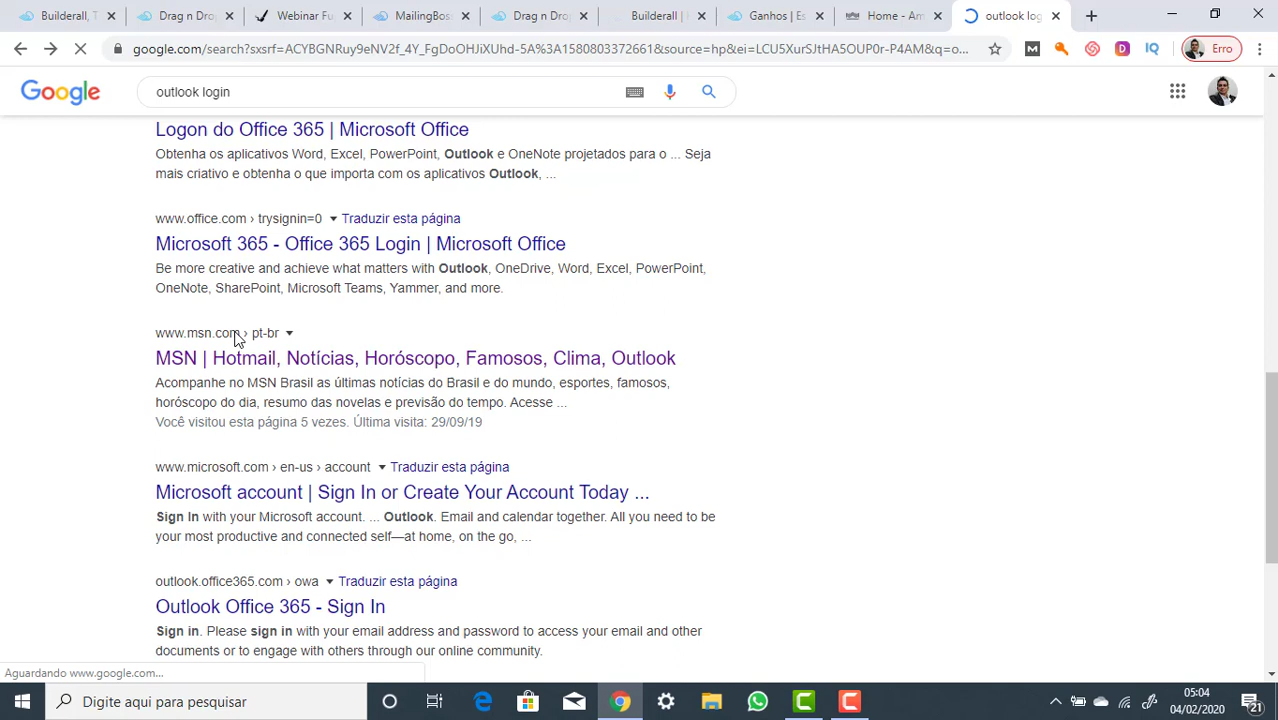 Builderall, T
Drag n Drop
Webinar Fu
MailingBoss
Drag n Drop
Builderall |
Ganhos | Es
Home - Am
outlook log
google.com/search?sxsrf=ACYBGNRuy9eNV2f_4Y_FgDoOHJiXUhd-5A%3A1580803372661&source=hp&ei=LCU5XurSJtHA5OUP0r-P4AM&q=o...
Erro
Google
outlook login
Logon do Office 365 | Microsoft Office
Obtenha os aplicativos Word, Excel, PowerPoint, Outlook e OneNote projetados para o ... Seja
mais criativo e obtenha o que importa com os aplicativos Outlook, ...
www.office.com › trysignin=0 Traduzir esta página
Microsoft 365 - Office 365 Login | Microsoft Office
Be more creative and achieve what matters with Outlook, OneDrive, Word, Excel, PowerPoint,
OneNote, SharePoint, Microsoft Teams, Yammer, and more.
www.msn.com › pt-br
MSN | Hotmail, Notícias, Horóscopo, Famosos, Clima, Outlook
Acompanhe no MSN Brasil as últimas notícias do Brasil e do mundo, esportes, famosos,
horóscopo do dia, resumo das novelas e previsão do tempo. Acesse ...
Você visitou esta página 5 vezes. Última visita: 29/09/19
www.microsoft.com › en-us › account Traduzir esta página
Microsoft account | Sign In or Create Your Account Today ...
Sign In with your Microsoft account. ... Outlook. Email and calendar together. All you need to be
your most productive and connected self—at home, on the go, ...
outlook.office365.com › owa Traduzir esta página
Outlook Office 365 - Sign In
Sign in. Please sign in with your email address and password to access your email and other
documents or to engage with others through our online community.
Aguardando www.google.com...
Digite aqui para pesquisar
05:04
04/02/2020
21